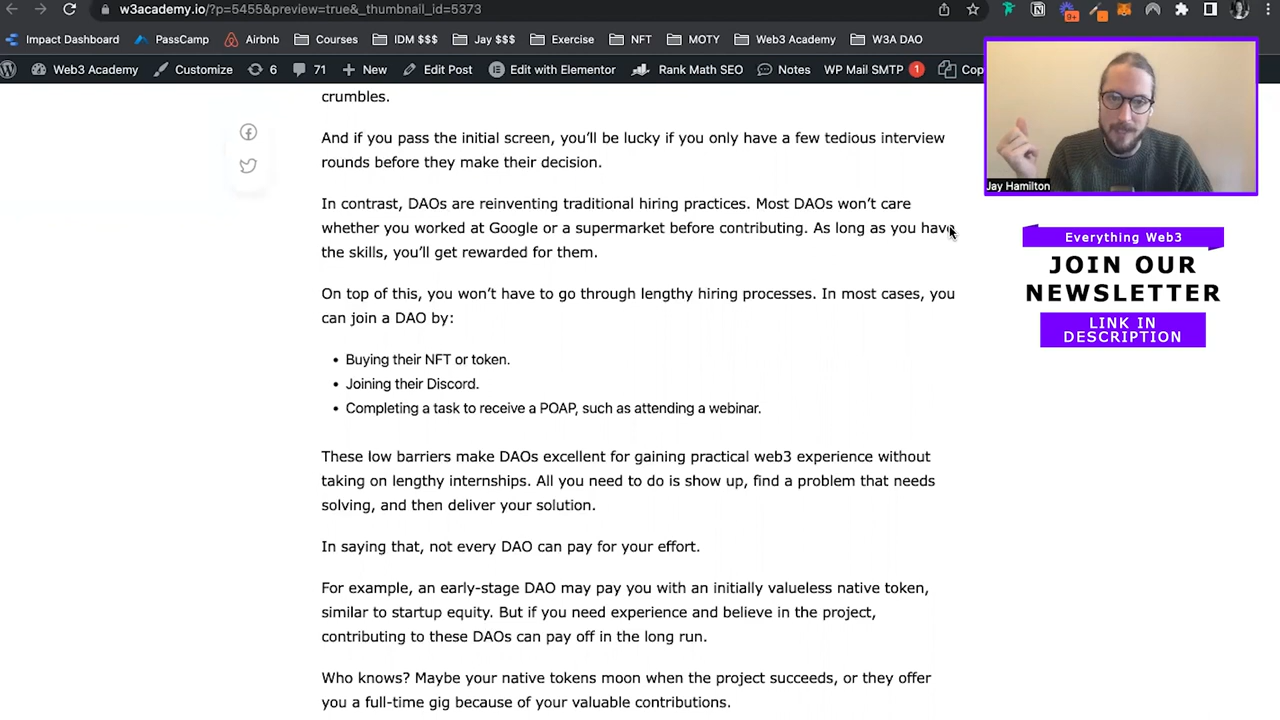 w3academy.io/?p=5455&preview=true&_thumbnail_id=5373
Impact Dashboard PassCamp Airbnb Courses IDM $$$ Jay $$$ Exercise NFT MOTY Web3 Academy W3A DAO
Web3 Academy Customize 6 71 New Edit Post Edit with Elementor Rank Math SEO Notes WP Mail SMTP 1 Cop
9+
Jay Hamilton
Everything Web3
JOIN OUR
NEWSLETTER
LINK IN
DESCRIPTION
crumbles.
And if you pass the initial screen, you’ll be lucky if you only have a few tedious interview
rounds before they make their decision.
In contrast, DAOs are reinventing traditional hiring practices. Most DAOs won’t care
whether you worked at Google or a supermarket before contributing. As long as you have
the skills, you’ll get rewarded for them.
On top of this, you won’t have to go through lengthy hiring processes. In most cases, you
can join a DAO by:
• Buying their NFT or token.
• Joining their Discord.
• Completing a task to receive a POAP, such as attending a webinar.
These low barriers make DAOs excellent for gaining practical web3 experience without
taking on lengthy internships. All you need to do is show up, find a problem that needs
solving, and then deliver your solution.
In saying that, not every DAO can pay for your effort.
For example, an early-stage DAO may pay you with an initially valueless native token,
similar to startup equity. But if you need experience and believe in the project,
contributing to these DAOs can pay off in the long run.
Who knows? Maybe your native tokens moon when the project succeeds, or they offer
you a full-time gig because of your valuable contributions.